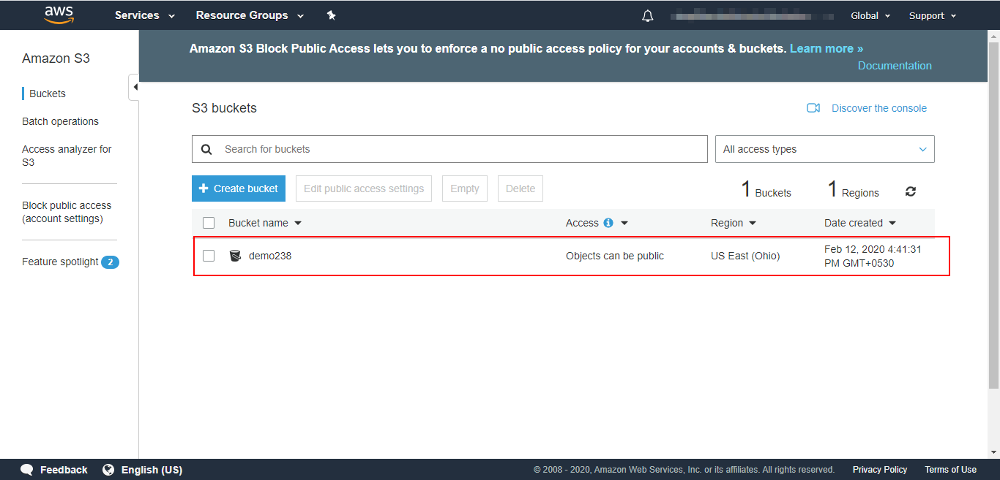 aws Services Resource Groups Global Support
Amazon S3
Buckets
Batch operations
Access analyzer for
S3
Block public access
(account settings)
Feature spotlight 2
Amazon S3 Block Public Access lets you to enforce a no public access policy for your accounts & buckets. Learn more »
Documentation
S3 buckets
Discover the console
Search for buckets
All access types
+ Create bucket Edit public access settings Empty Delete 1 Buckets 1 Regions
Bucket name Access i Region Date created
demo238 Objects can be public US East (Ohio) Feb 12, 2020 4:41:31
PM GMT+0530
Feedback English (US) © 2008 - 2020, Amazon Web Services, Inc. or its affiliates. All rights reserved. Privacy Policy Terms of Use